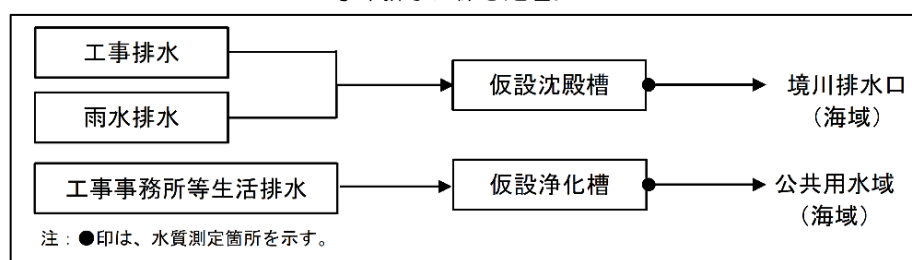 工事排水
仮設沈殿槽
境川排水口
(海域)
雨水排水
工事事務所等生活排水
仮設浄化槽
公共用水域
(海域)
注:●印は、水質測定箇所を示す。